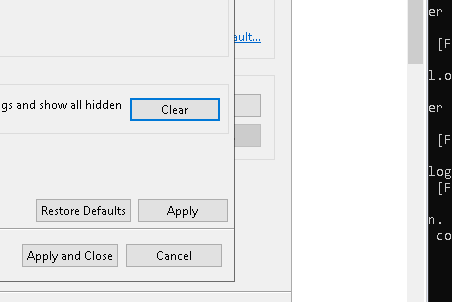 ault...
gs and show all hidden
Clear
Restore Defaults
Apply
Apply and Close
Cancel
er
[F
l.o
er
[F
log
[F
n.
co